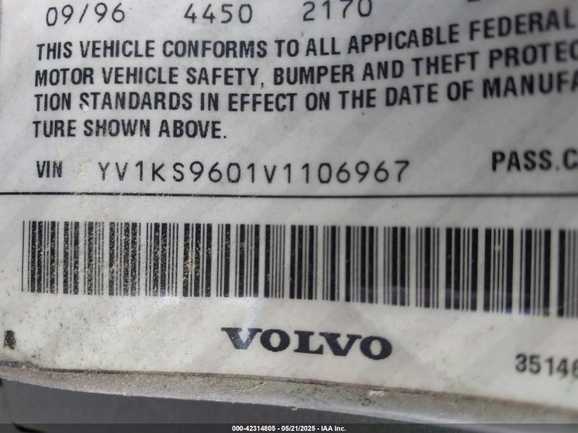 09/96 4450 2170
THIS VEHICLE CONFORMS TO ALL APPICABLE FEDERAL
MOTOR VEHICLE SAFETY, BUMPER AND THEFT PROTEC
TION STANDARDS IN EFFECT ON THE DATE OF MANUFA
TURE SHOWN ABOVE.
VIN YV1KS9601V1106967 PASS.C
VOLVO
35146
000-42314805 - 05/21/2025 - IAA Inc.